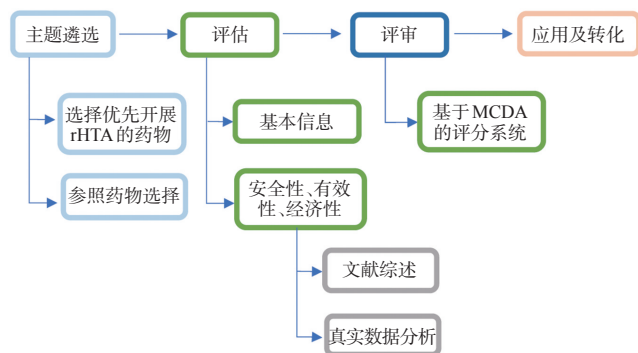 主题遴选
评估
评审
应用及转化
选择优先开展
rHTA的药物
基本信息
基于MCDA
的评分系统
参照药物选择
安全性、有效
性、经济性
文献综述
真实数据分析